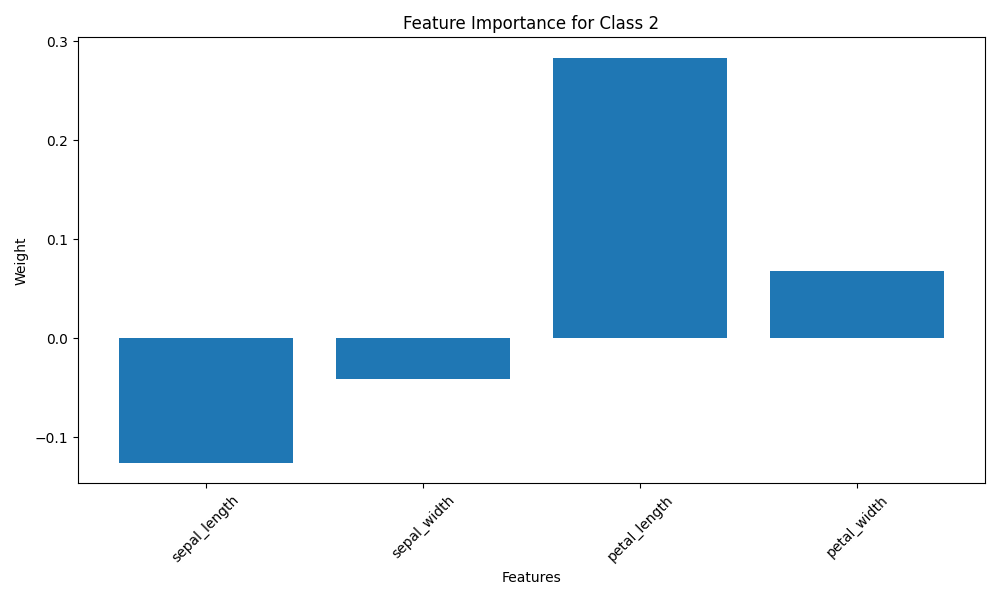 Feature Importance for Class 2
0.3
0.2
0.1
0.0
−0.1
Weight
sepal_length
sepal_width
petal_length
petal_width
Features